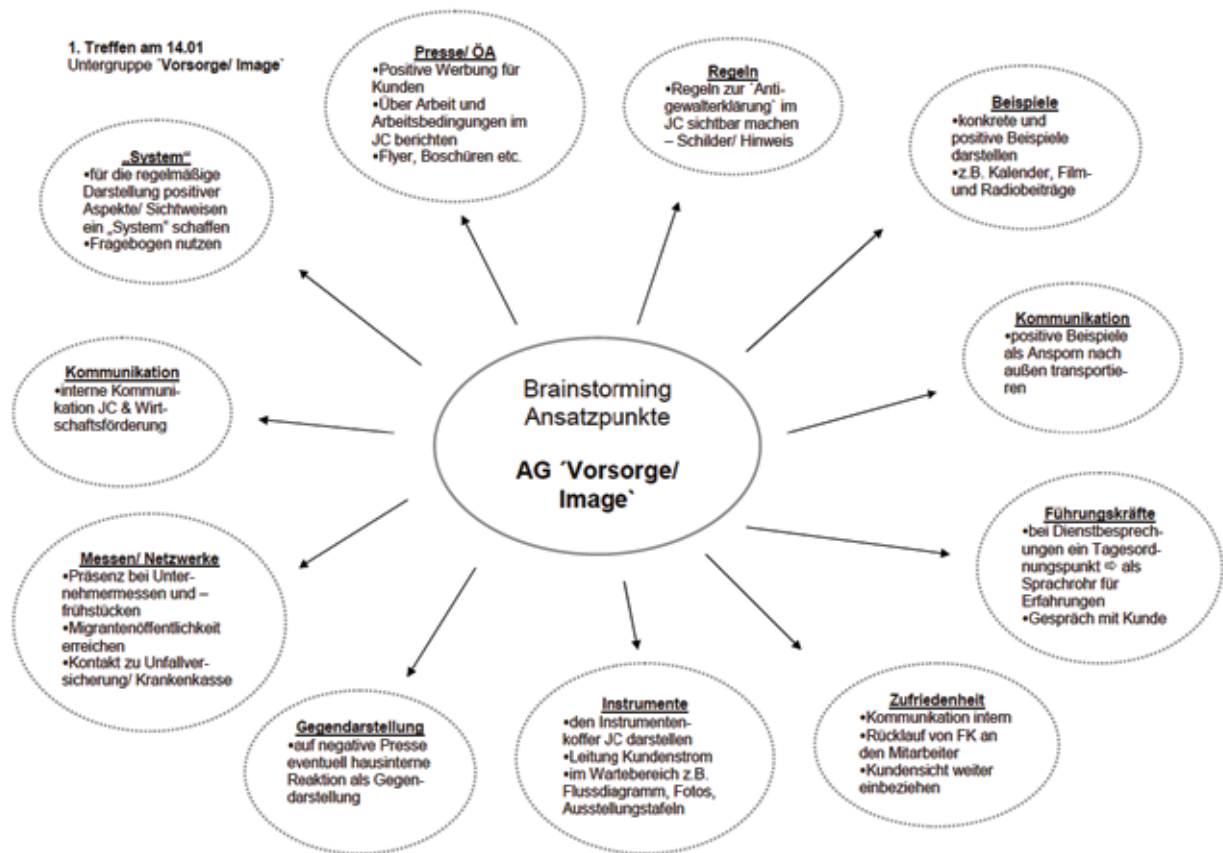 1. Treffen am 14.01
Untergruppe ´Vorsorge/ Image`
Presse/ ÖA
•Positive Werbung für
Kunden
•Über Arbeit und
Arbeitsbedingungen im
JC berichten
•Flyer, Boschüren etc.
Regeln
•Regeln zur ´Anti-
gewalterklärung` im
JC sichtbar machen
– Schilder/ Hinweis
Beispiele
•konkrete und
positive Beispiele
darstellen
•z.B. Kalender, Film-
und Radiobeiträge
„System“
•für die regelmäßige
Darstellung positiver
Aspekte/ Sichtweisen
ein „System“ schaffen
•Fragebogen nutzen
Kommunikation
•positive Beispiele
als Ansporn nach
außen transportie-
ren
Kommunikation
•interne Kommuni-
kation JC & Wirt-
schaftsförderung
Brainstorming
Ansatzpunkte
AG ´Vorsorge/
Image`
Führungskräfte
•bei Dienstbesprech-
ungen ein Tagesord-
nungspunkt ⇨ als
Sprachrohr für
Erfahrungen
•Gespräch mit Kunde
Messen/ Netzwerke
•Präsenz bei Unter-
nehmermessen und –
frühstücken
•Migrantenöffentlichkeit
erreichen
•Kontakt zu Unfallver-
sicherung/ Krankenkasse
Gegendarstellung
•auf negative Presse
eventuell hausinterne
Reaktion als Gegen-
darstellung
Instrumente
•den Instrumenten-
koffer JC darstellen
•Leitung Kundenstrom
•im Wartebereich z.B.
Flussdiagramm, Fotos,
Ausstellungstafeln
Zufriedenheit
•Kommunikation intern
•Rücklauf von FK an
den Mitarbeiter
•Kundensicht weiter
einbeziehen